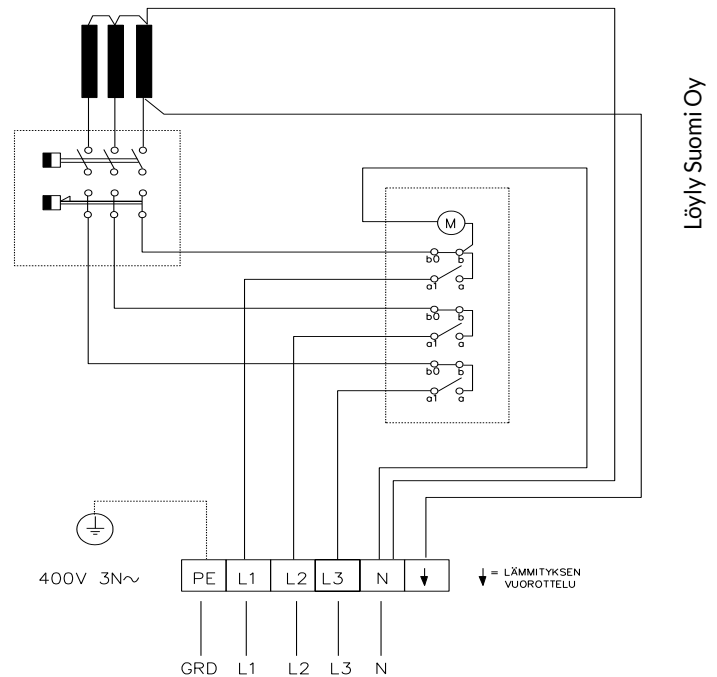 Löyly Suomi Oy
M
b0 b
a1 a
b0 b
a1 a
b0 b
a1 a
400V 3N~
PE L1 L2 L3 N
= LÄMMITYKSEN
VUOROTTELU
GRD L1 L2 L3 N